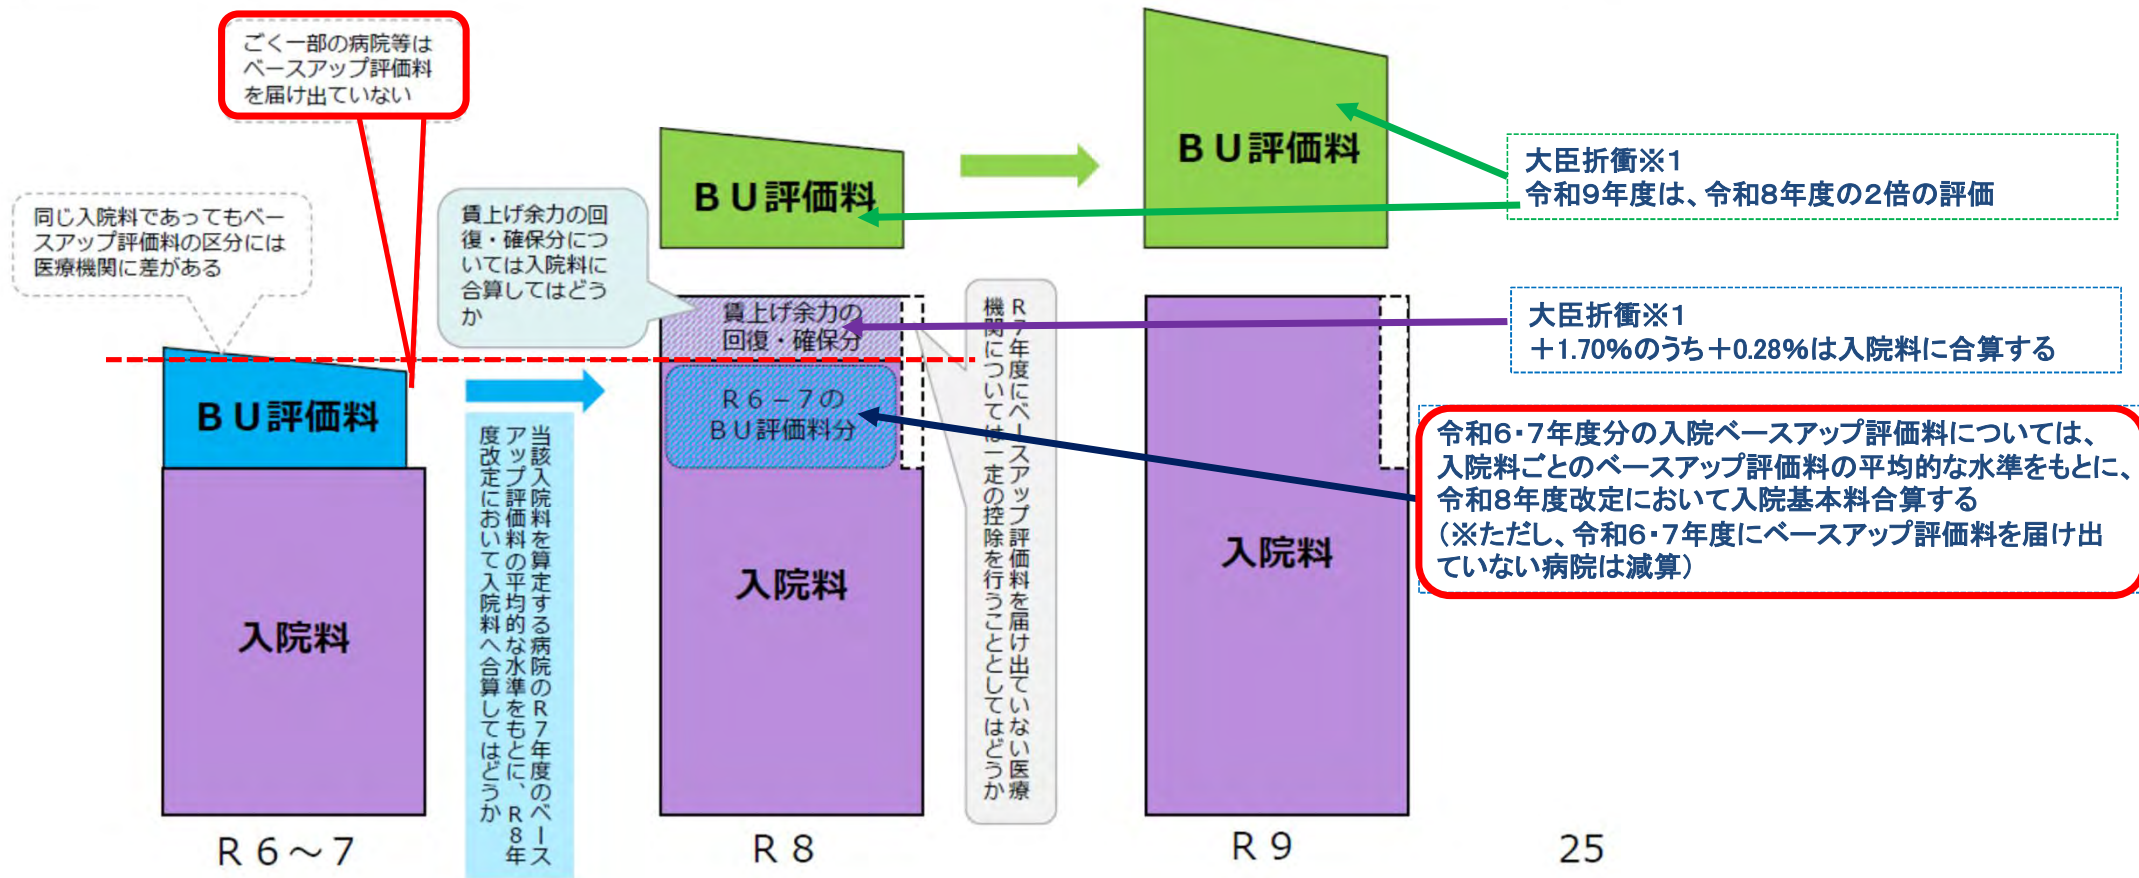 ごく一部の病院等は
ベースアップ評価料
を届け出ていない
同じ入院料であってもベー
スアップ評価料の区分には
医療機関に差がある
ＢＵ評価料
入院料
Ｒ６～７
当該入院料を算定する病院のＲ７年度のベース
アップ評価料の平均的な水準をもとに、Ｒ８年
度改定において入院料へ合算してはどうか
賃上げ余力の回
復・確保分につ
いては入院料に
合算してはどう
か
ＢＵ評価料
賃上げ余力の
回復・確保分
Ｒ６－７の
ＢＵ評価料分
入院料
Ｒ８
Ｒ７年度にベースアップ評価料を届け出ていない医療
機関については一定の控除を行うこととしてはどうか
ＢＵ評価料
入院料
Ｒ９
大臣折衝※1
令和9年度は、令和8年度の2倍の評価
大臣折衝※1
＋1.70%のうち＋0.28%は入院料に合算する
令和6・7年度分の入院ベースアップ評価料については、
入院料ごとのベースアップ評価料の平均的な水準をもとに、
令和8年度改定において入院基本料合算する
（※ただし、令和6・7年度にベースアップ評価料を届け出
ていない病院は減算）
25